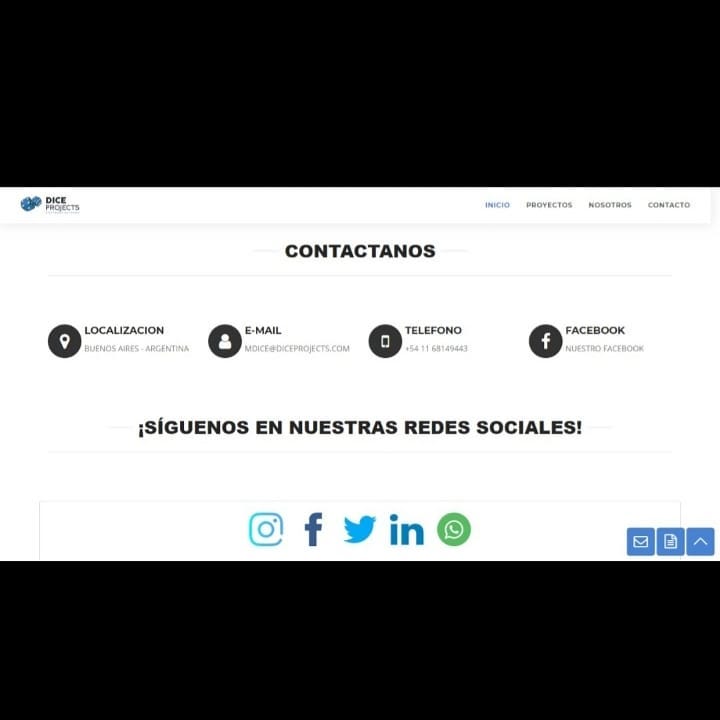 DICE
PROJECTS
INICIO PROYECTOS NOSOTROS CONTACTO
CONTACTANOS
LOCALIZACION
BUENOS AIRES - ARGENTINA
E-MAIL
MDICE@DICEPROJECTS.COM
TELEFONO
+54 11 68149443
FACEBOOK
NUESTRO FACEBOOK
¡SÍGUENOS EN NUESTRAS REDES SOCIALES!